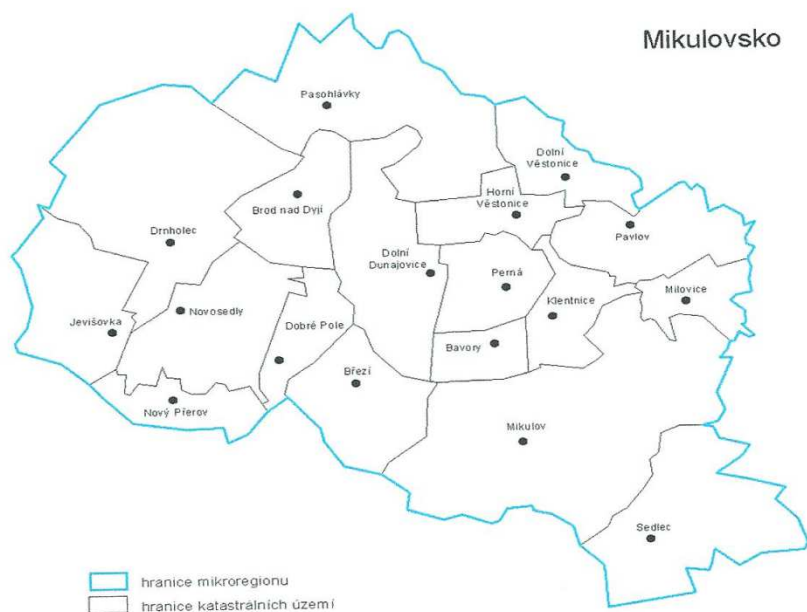 Mikulovsko
Pasohlávky
Dolní
Věstonice
Brod nad Dyjí
Horní
Věstonice
Pavlov
Drnholec
Dolní
Dunajovice
Perná
Milovice
Klentnice
Novosedly
Jevišovka
Dobré Pole
Bavory
Březí
Nový Přerov
Mikulov
Sedlec
hranice mikroregionu
hranice katastrálních území